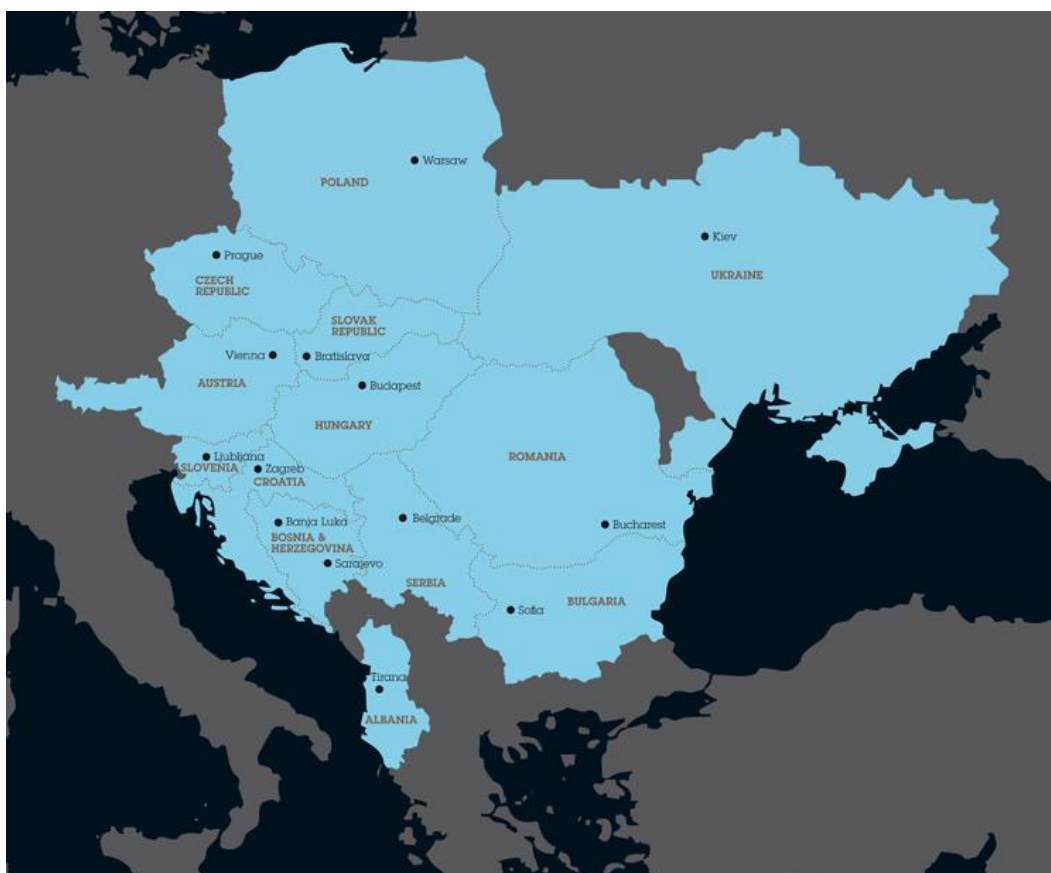 Warsaw
POLAND
Kiev
Prague
UKRAINE
CZECH
REPUBLIC
SLOVAK
REPUBLIC
Vienna
Bratislava
AUSTRIA
Budapest
HUNGARY
Ljubljana
ROMANIA
SLOVENIA
Zagreb
CROATIA
Banja Luka
Belgrade
Bucharest
BOSNIA &
HERZEGOVINA
Sarajevo
SERBIA
BULGARIA
Sofia
Tirana
ALBANIA